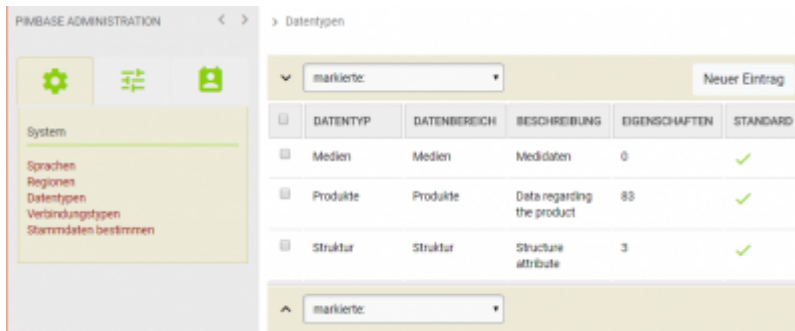 PIMBASE ADMINISTRATION < >
> Datentypen
System
Sprachen
Regionen
Datentypen
Verbindungstypen
Stammdaten bestimmen
markierte: Neuer Eintrag
DATENTYP DATENBEREICH BESCHREIBUNG EIGENSCHAFTEN STANDARD
Medien Medien Medidaten 0
Produkte Produkte Data regarding 83
the product
Struktur Struktur Structure 3
attribute
markierte: